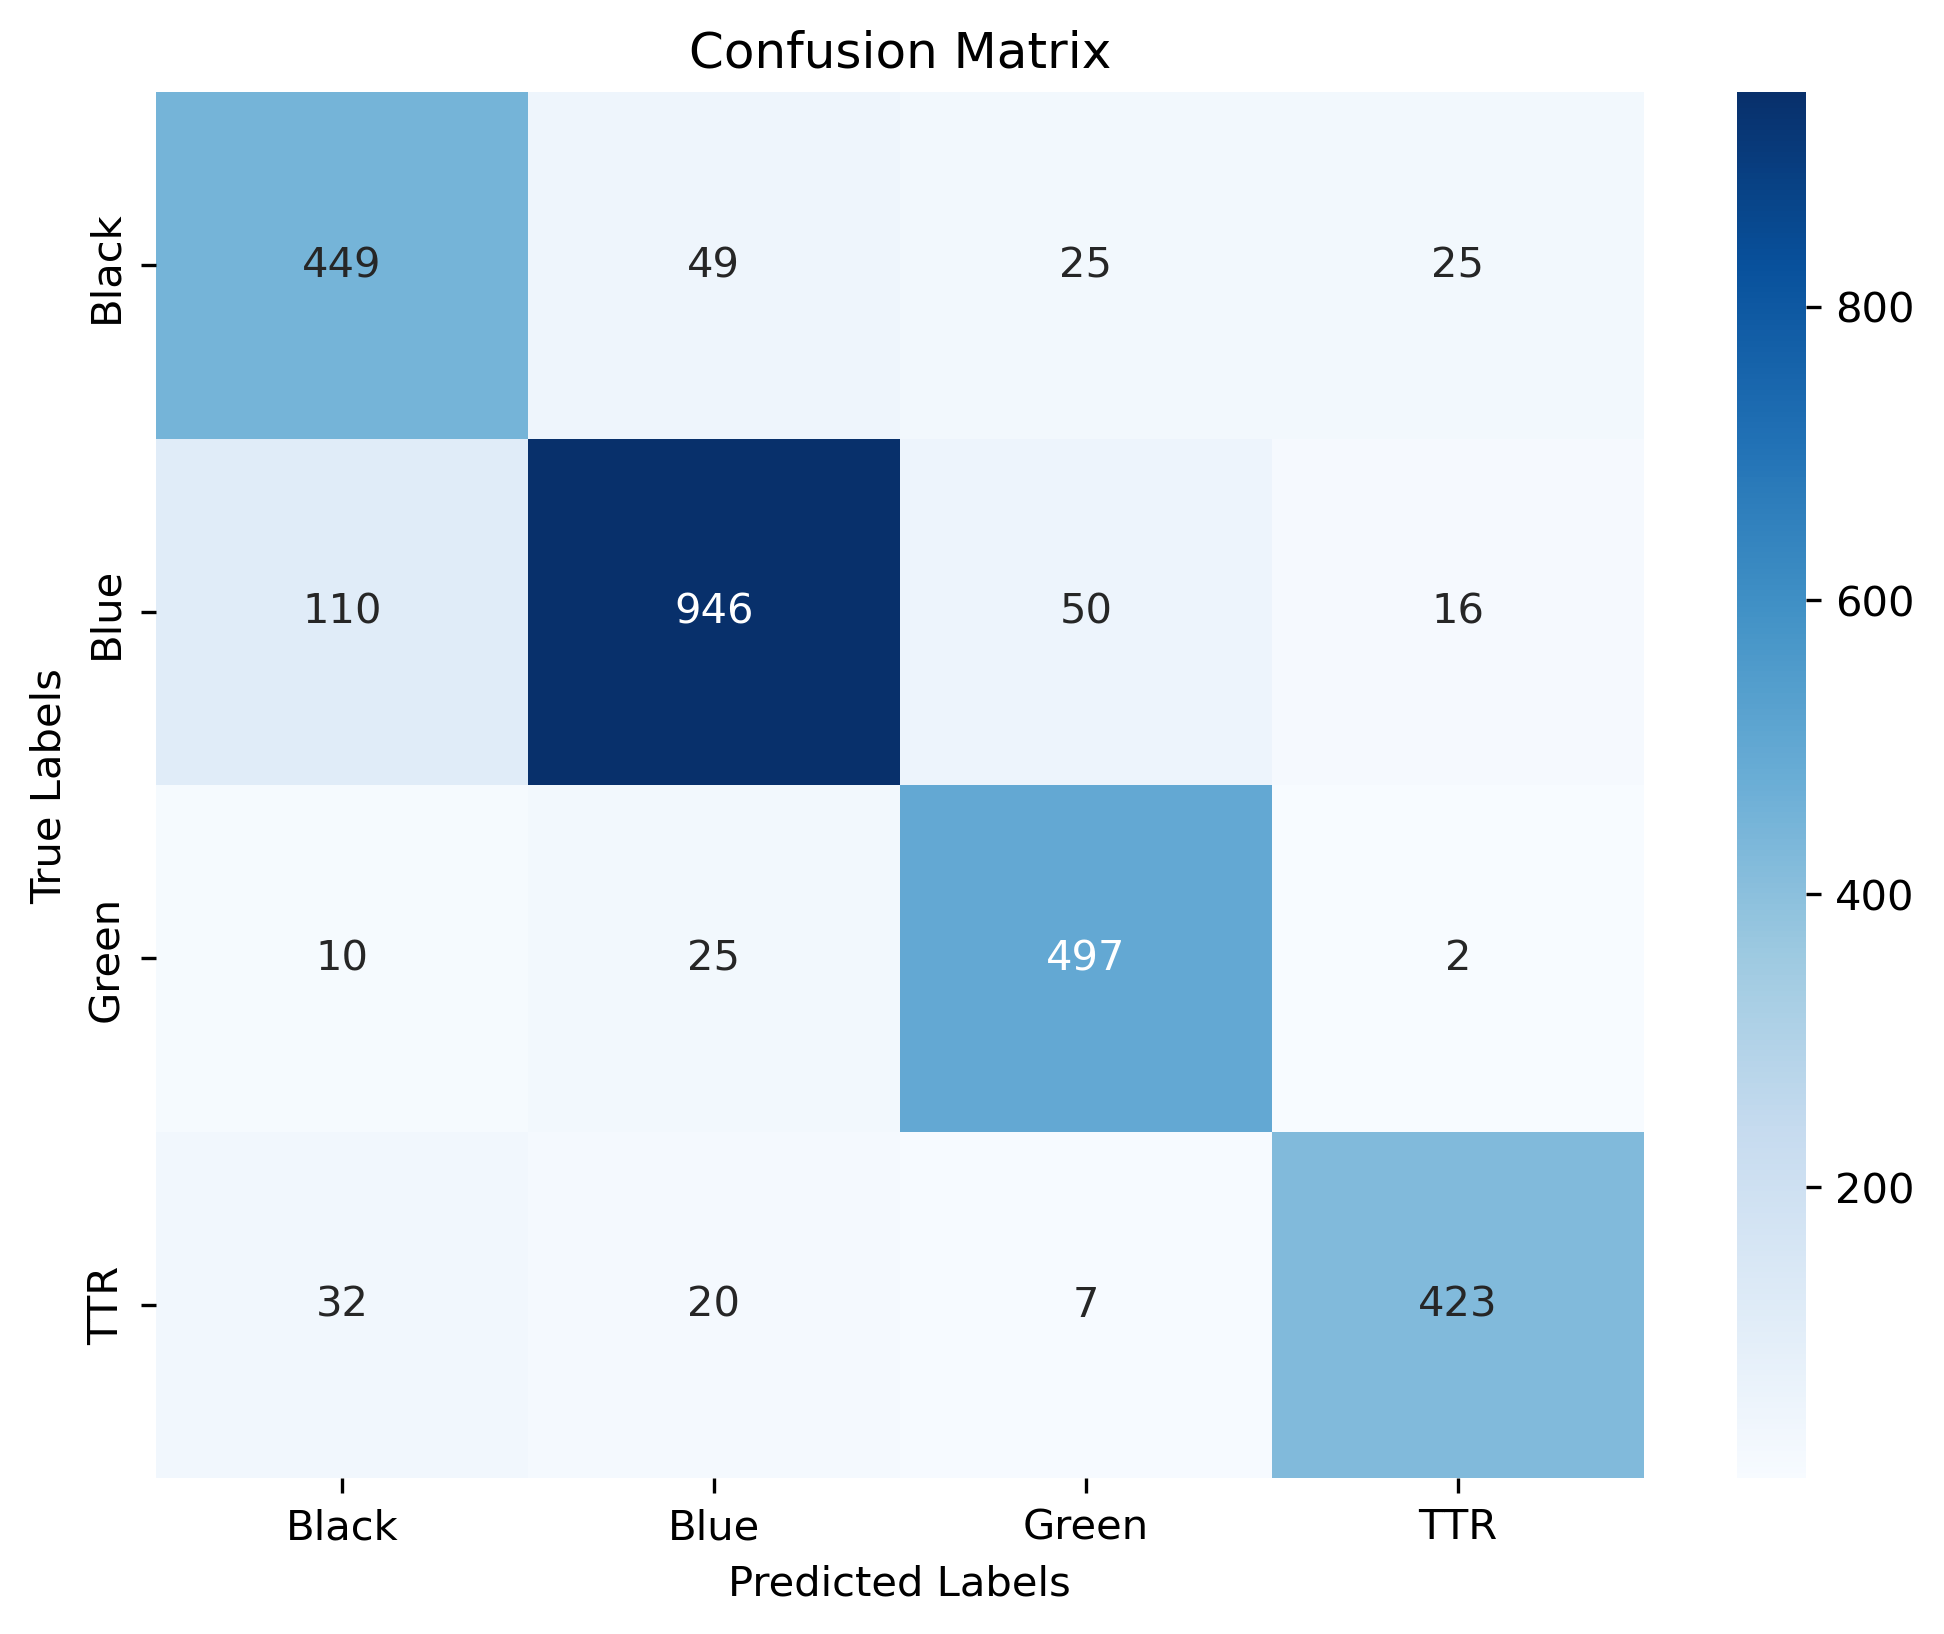 Confusion Matrix
True Labels
Black
449 49 25 25
Blue
110 946 50 16
Green
10 25 497 2
TTR
32 20 7 423
Black Blue Green TTR
Predicted Labels
800
600
400
200